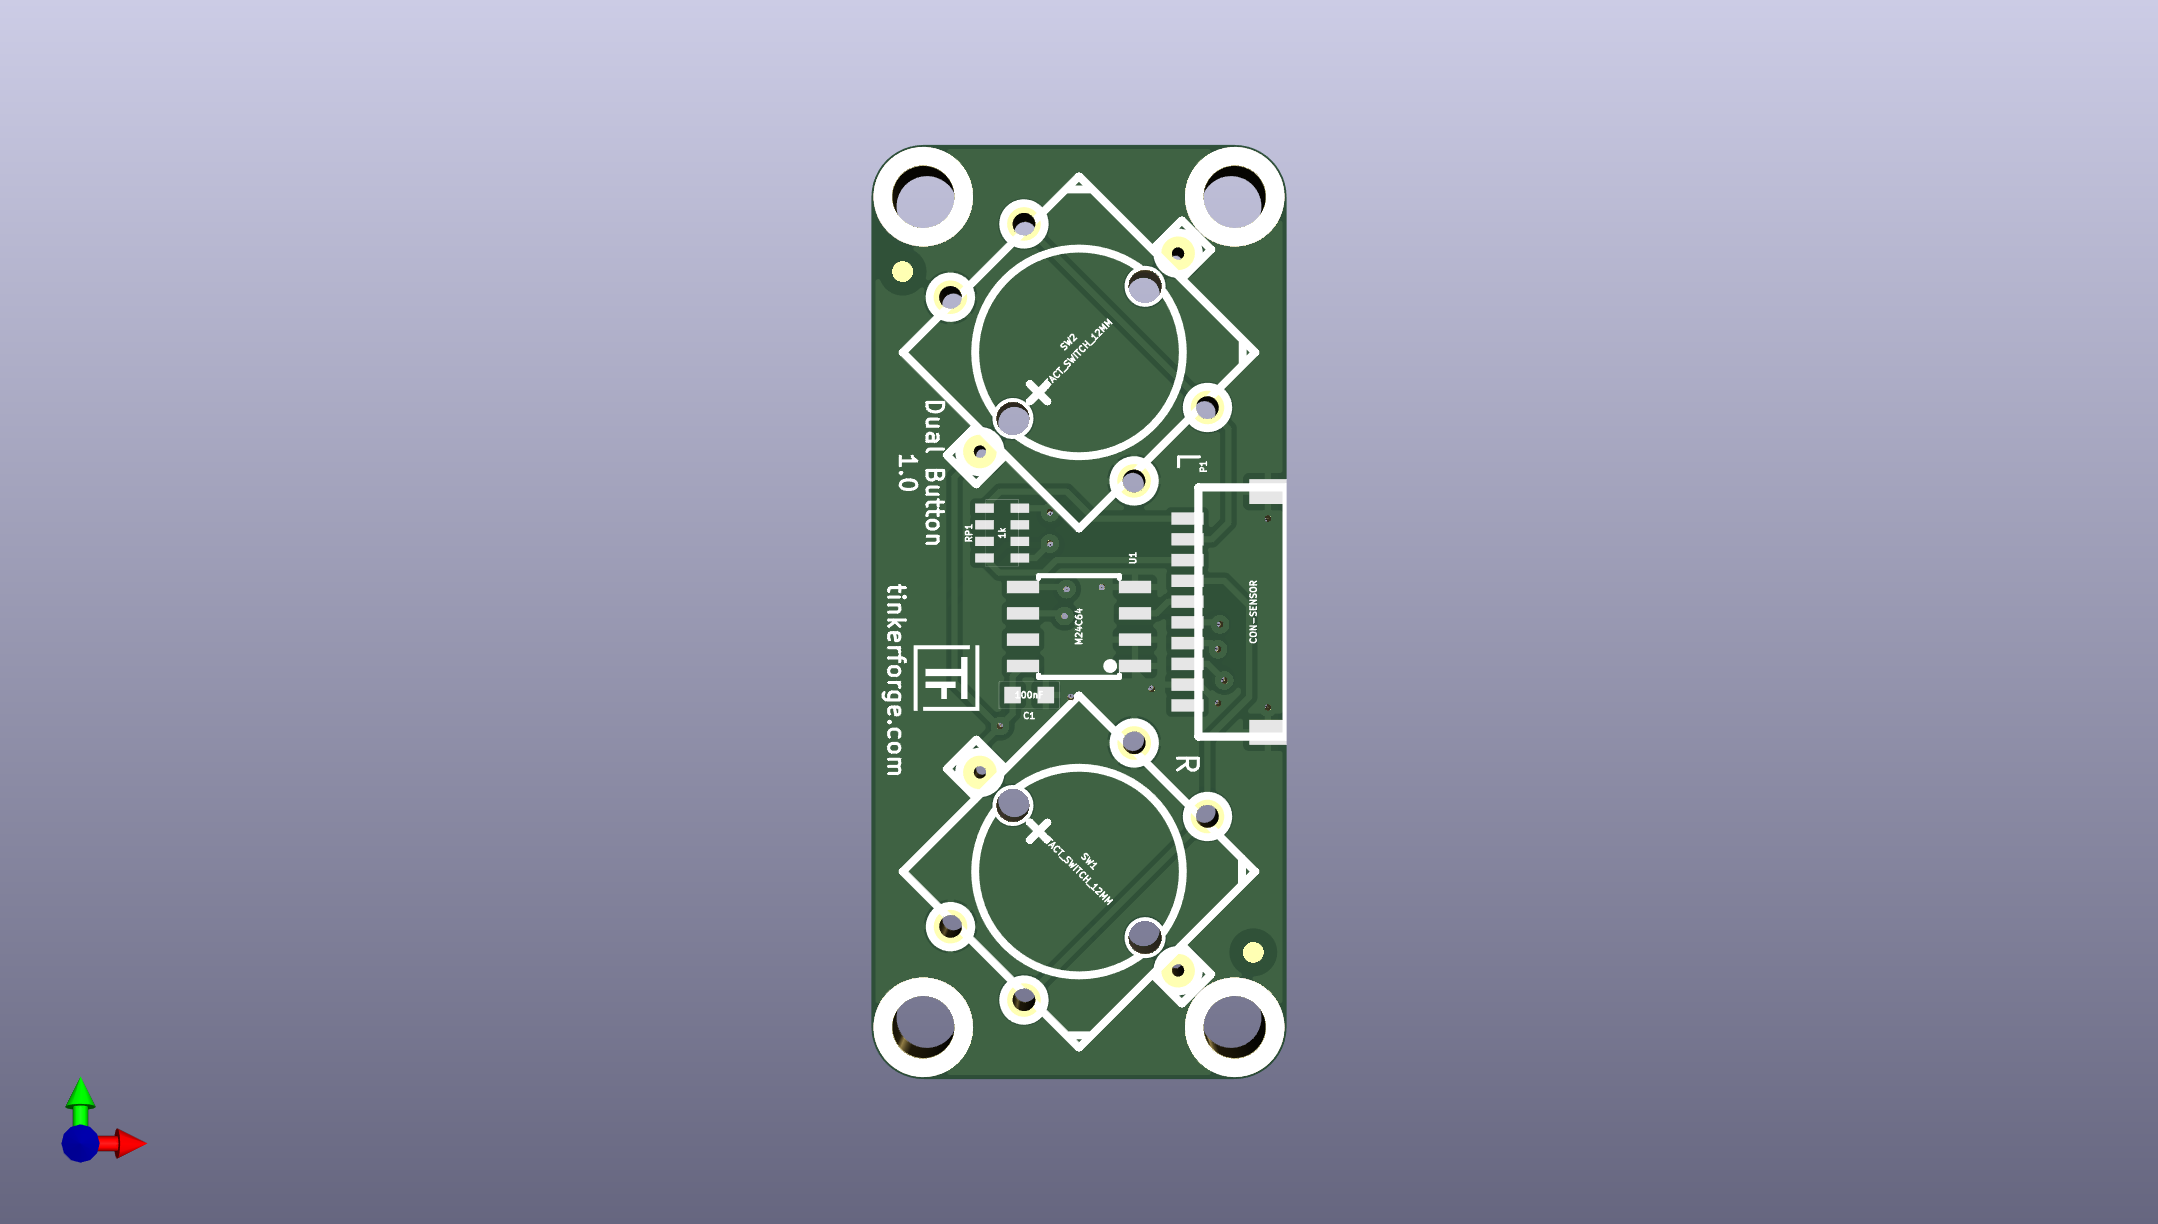 SW2
TACT_SWITCH_12MM
Dual Button
1.0
L
P1
RP1
1k
U1
M24C64
CON-SENSOR
tinkerforge.com
100nF
C1
R
SW1
TACT_SWITCH_12MM